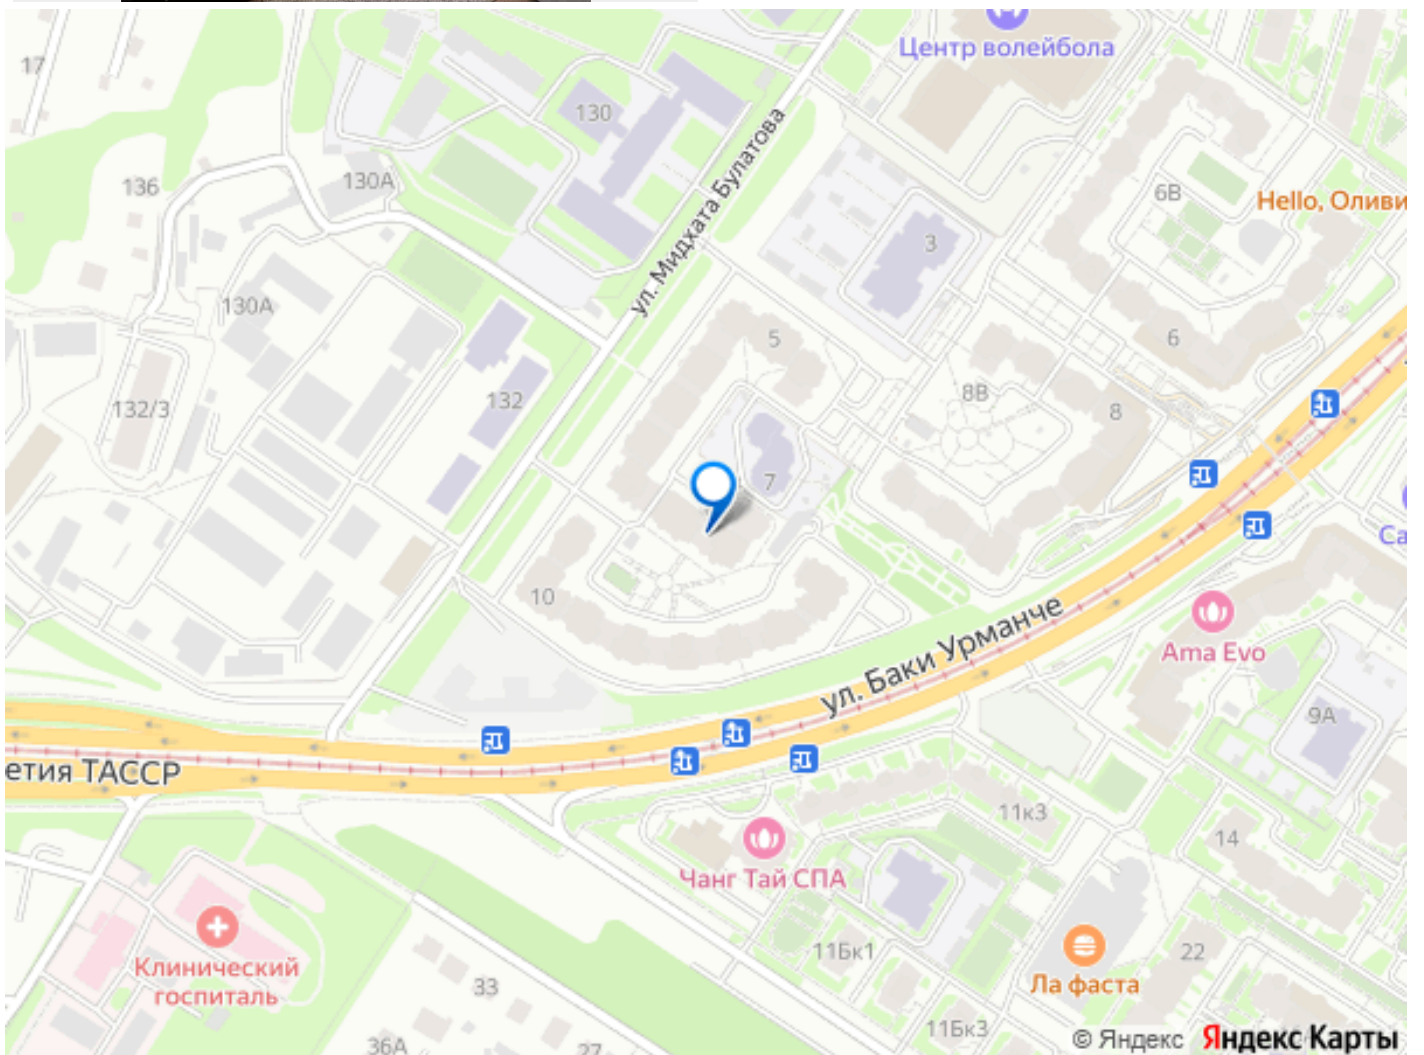 17
Центр волейбола
130
136
130А
ул. Мидхата Булатова
6В
Hello, Оливи
3
130А
5
6
132/3
132
8В
8
7
10
ул. Баки Урманче
Ama Evo
Са
9А
етия ТАССР
11к3
14
Чанг Тай СПА
Клинический
госпиталь
11Бк1
22
Ла фаста
33
11Бк3
36А
27
© Яндекс Яндекс Карты